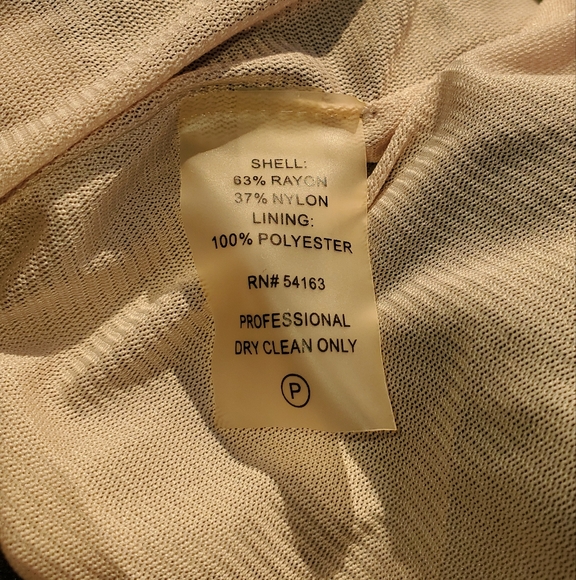 SHELL:
63% RAYON
37% NYLON
LINING:
100% POLYESTER
RN# 54163
PROFESSIONAL
DRY CLEAN ONLY
P